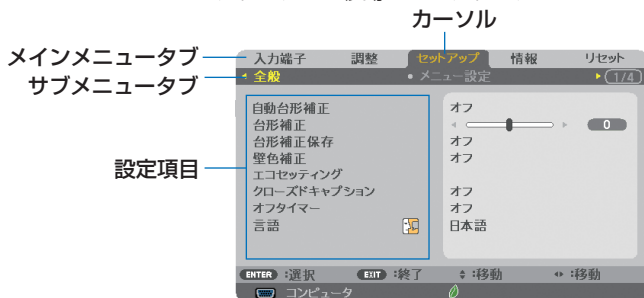 カーソル
メインメニュータブ
サブメニュータブ
設定項目
入力端子 調整 セットアップ 情報 リセット
全般 ● メニュー設定 1/4
自動台形補正 オフ
台形補正 0
台形補正保存 オフ
壁色補正 オフ
エコセッティング
クローズドキャプション オフ
オフタイマー オフ
言語 日本語
ENTER :選択 EXIT :終了 :移動 :移動
コンピュータ